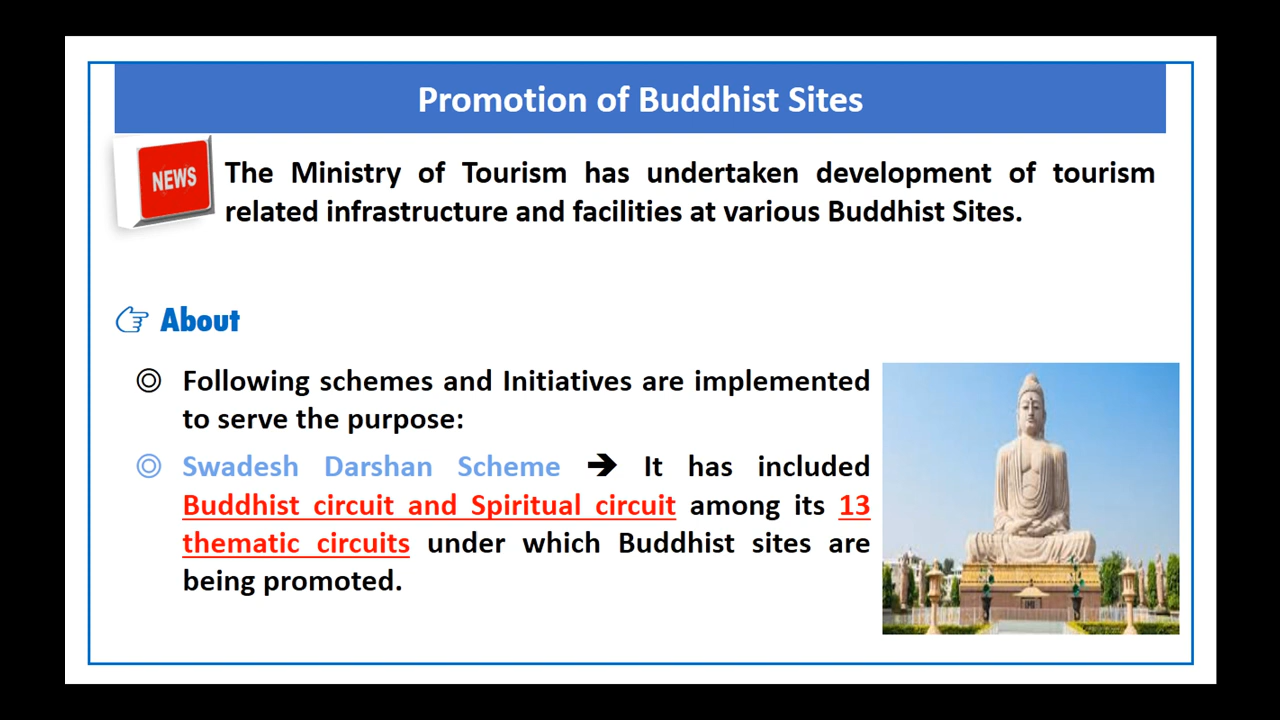 Promotion of Buddhist Sites
NEWS
The Ministry of Tourism has undertaken development of tourism
related infrastructure and facilities at various Buddhist Sites.
About
Following schemes and Initiatives are implemented
to serve the purpose:
Swadesh Darshan Scheme ➔ It has included
Buddhist circuit and Spiritual circuit among its 13
thematic circuits under which Buddhist sites are
being promoted.